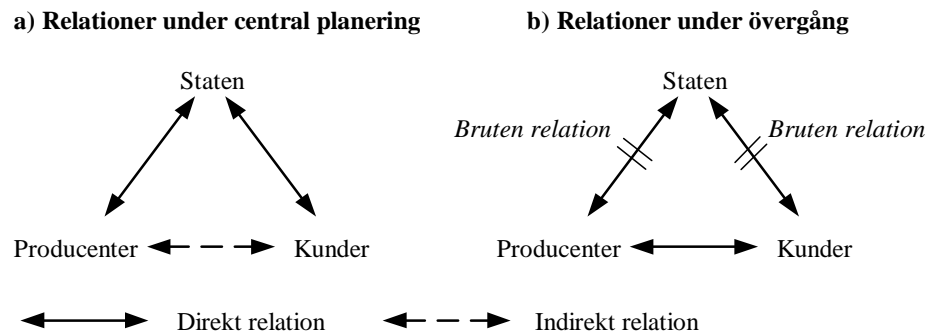 a) Relationer under central planering
b) Relationer under övergång
Staten
Staten
Bruten relation
Bruten relation
Producenter
Kunder
Producenter
Kunder
Direkt relation
Indirekt relation